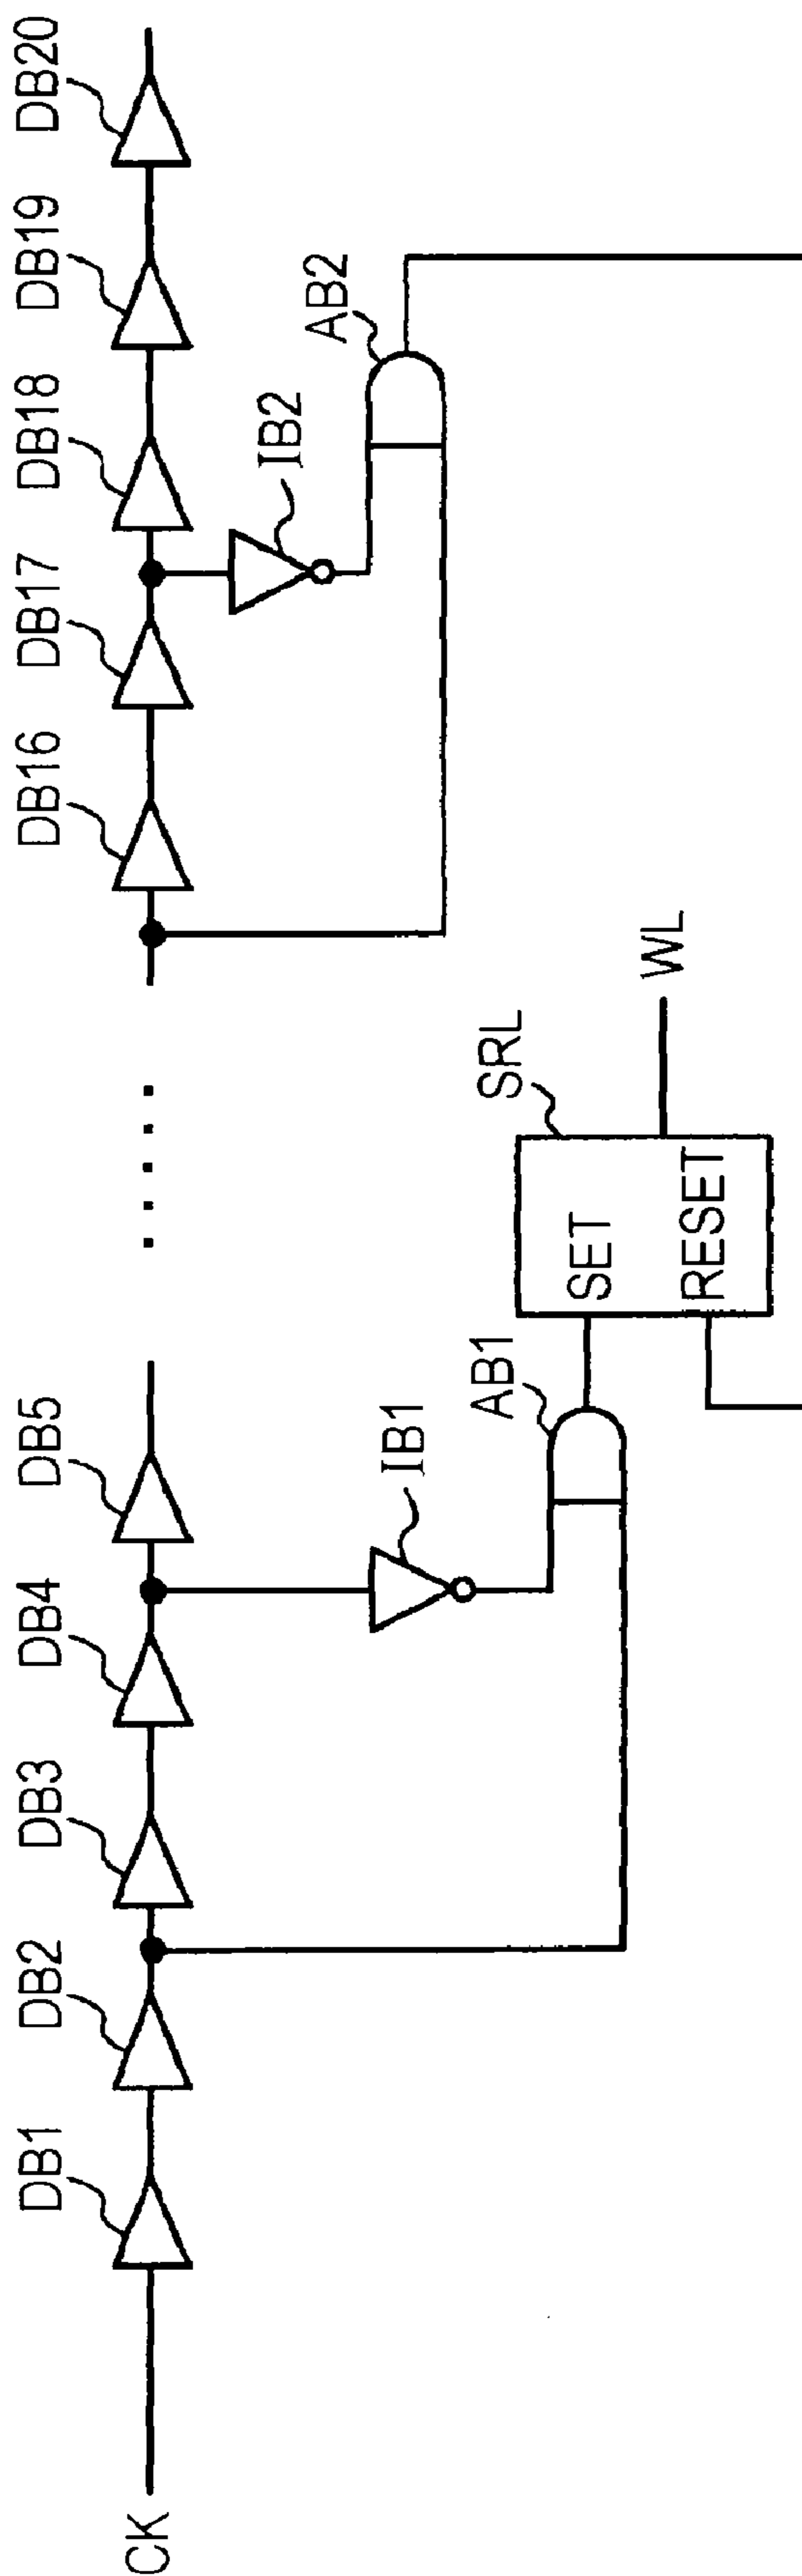 CK
DB1
DB2
DB3
DB4
DB5
DB16
DB17
DB18
DB19
DB20
IB1
AB1
SET
RESET
SRL
WL
IB2
AB2